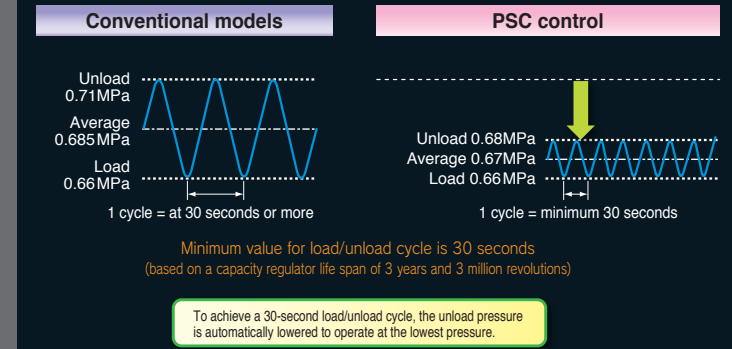 Conventional models
PSC control
Unload
0.71MPa
Average
0.685MPa
Load
0.66MPa
1 cycle = at 30 seconds or more
Unload 0.68MPa
Average 0.67MPa
Load 0.66MPa
1 cycle = minimum 30 seconds
Minimum value for load/unload cycle is 30 seconds
(based on a capacity regulator life span of 3 years and 3 million revolutions)
To achieve a 30-second load/unload cycle, the unload pressure
is automatically lowered to operate at the lowest pressure.